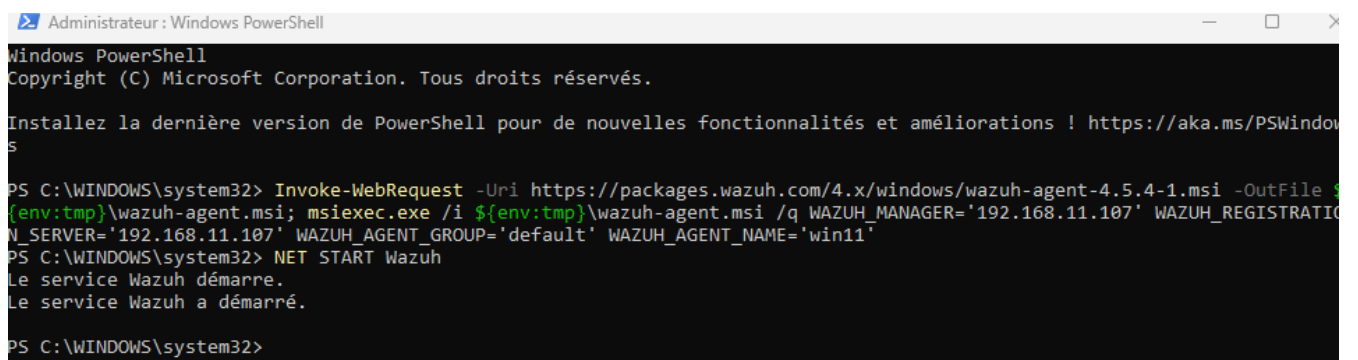 Administrateur : Windows PowerShell
Windows PowerShell
Copyright (C) Microsoft Corporation. Tous droits réservés.
Installez la dernière version de PowerShell pour de nouvelles fonctionnalités et améliorations ! https://aka.ms/PSWindow
s
PS C:\WINDOWS\system32> Invoke-WebRequest -Uri https://packages.wazuh.com/4.x/windows/wazuh-agent-4.5.4-1.msi -OutFile $
{env:tmp}\wazuh-agent.msi; msiexec.exe /i ${env:tmp}\wazuh-agent.msi /q WAZUH_MANAGER='192.168.11.107' WAZUH_REGISTRATIO
N_SERVER='192.168.11.107' WAZUH_AGENT_GROUP='default' WAZUH_AGENT_NAME='win11'
PS C:\WINDOWS\system32> NET START Wazuh
Le service Wazuh démarre.
Le service Wazuh a démarré.
PS C:\WINDOWS\system32>